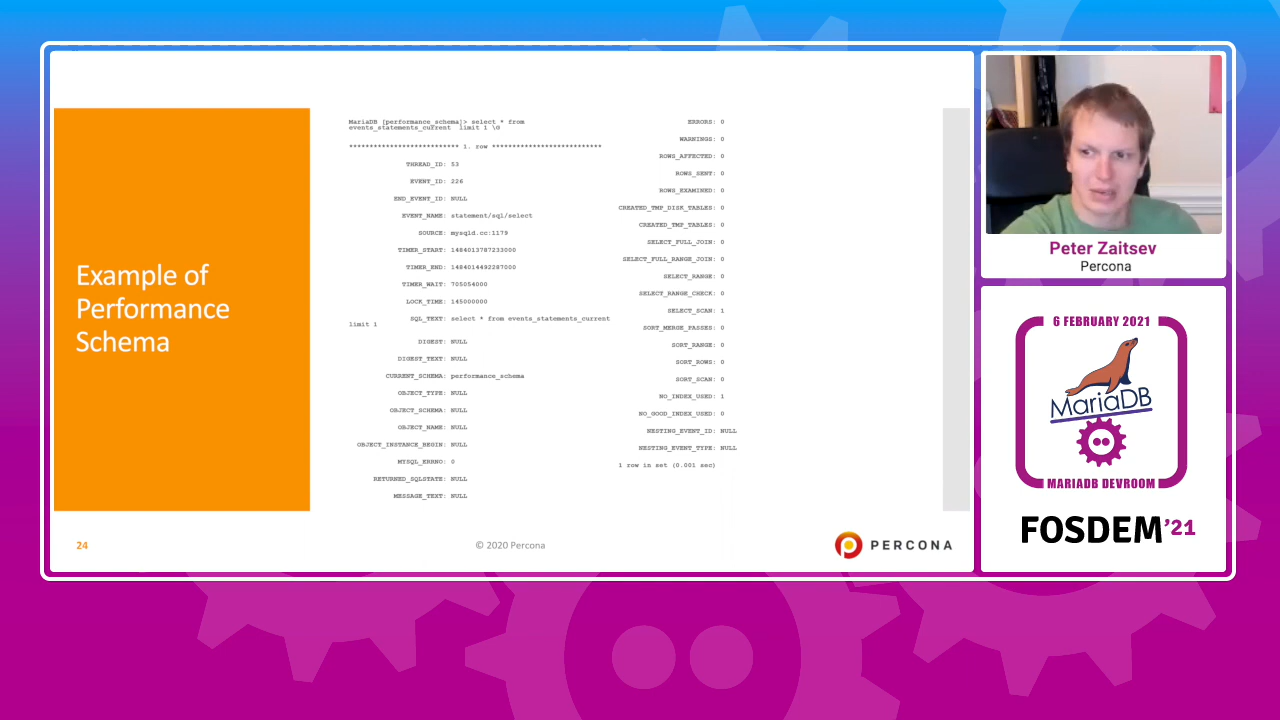 Example of
Performance
Schema
MariaDB [performance_schema]> select * from
events_statements_current limit 1 \G
*************************** 1. row ***************************
THREAD_ID: 53
EVENT_ID: 226
END_EVENT_ID: NULL
EVENT_NAME: statement/sql/select
SOURCE: mysqld.cc:1179
TIMER_START: 1484013787233000
TIMER_END: 1484014492287000
TIMER_WAIT: 705054000
LOCK_TIME: 145000000
SQL_TEXT: select * from events_statements_current
limit 1
DIGEST: NULL
DIGEST_TEXT: NULL
CURRENT_SCHEMA: performance_schema
OBJECT_TYPE: NULL
OBJECT_SCHEMA: NULL
OBJECT_NAME: NULL
OBJECT_INSTANCE_BEGIN: NULL
MYSQL_ERRNO: 0
RETURNED_SQLSTATE: NULL
MESSAGE_TEXT: NULL
ERRORS: 0
WARNINGS: 0
ROWS_AFFECTED: 0
ROWS_SENT: 0
ROWS_EXAMINED: 0
CREATED_TMP_DISK_TABLES: 0
CREATED_TMP_TABLES: 0
SELECT_FULL_JOIN: 0
SELECT_FULL_RANGE_JOIN: 0
SELECT_RANGE: 0
SELECT_RANGE_CHECK: 0
SELECT_SCAN: 1
SORT_MERGE_PASSES: 0
SORT_RANGE: 0
SORT_ROWS: 0
SORT_SCAN: 0
NO_INDEX_USED: 1
NO_GOOD_INDEX_USED: 0
NESTING_EVENT_ID: NULL
NESTING_EVENT_TYPE: NULL
1 row in set (0.001 sec)
24
© 2020 Percona
PERCONA
Peter Zaitsev
Percona
6 FEBRUARY 2021
MariaDB
MARIADB DEVROOM
FOSDEM'21